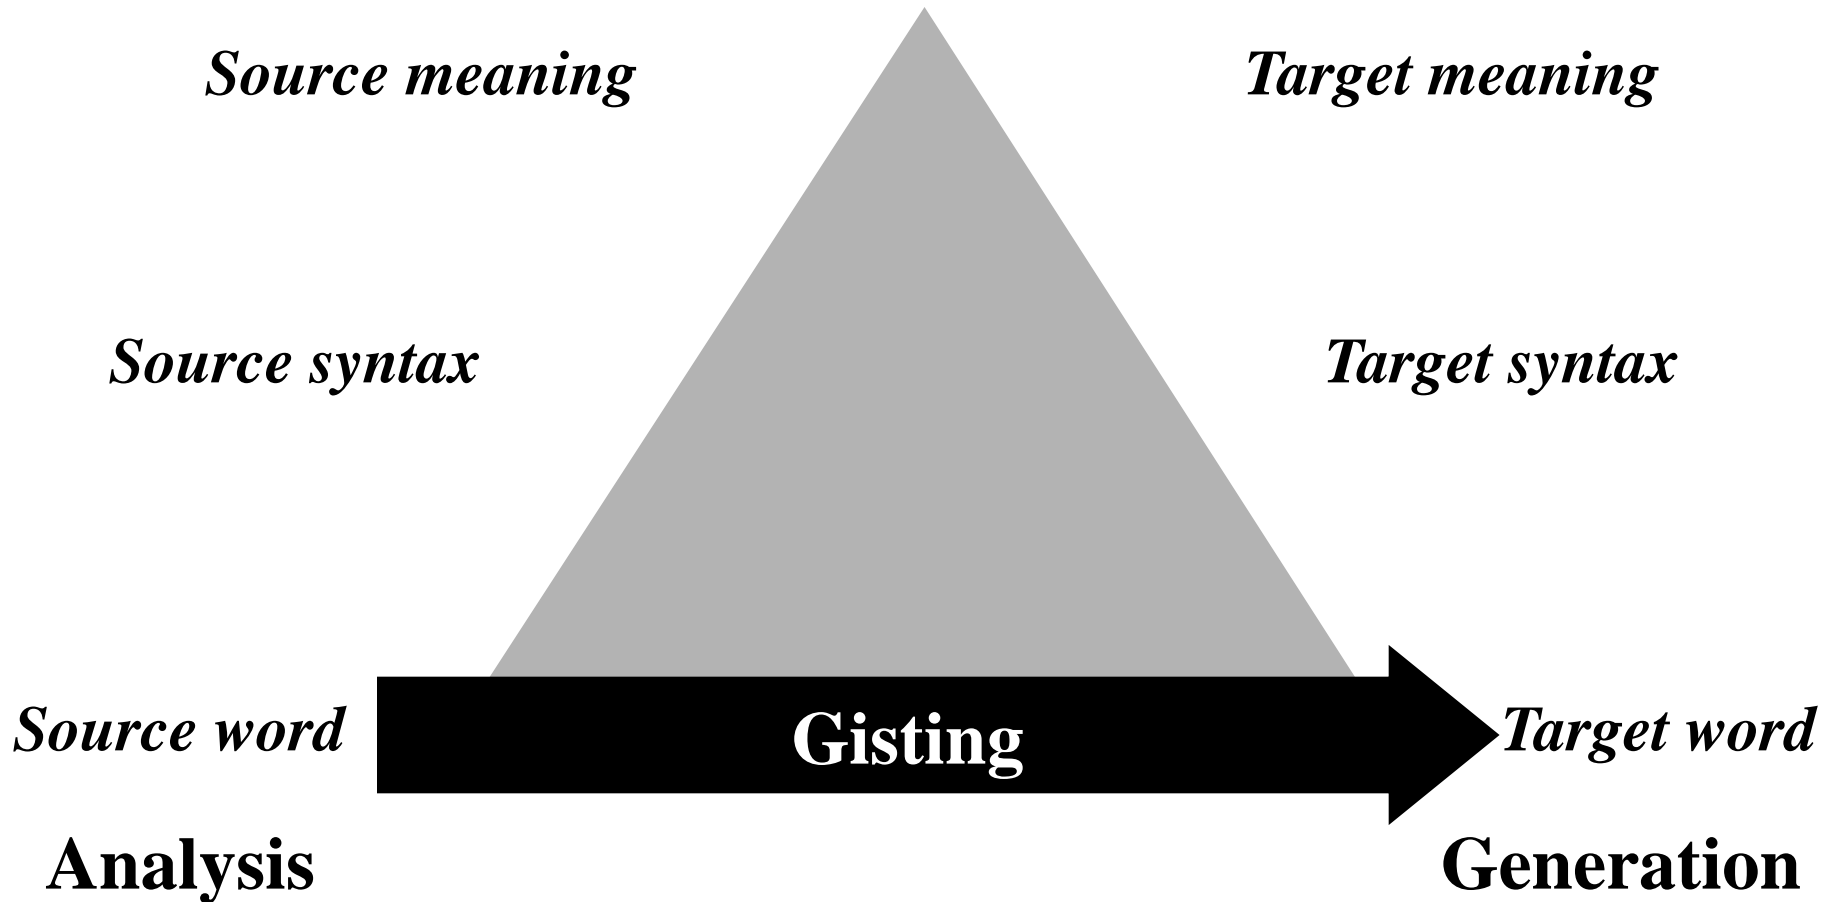 Source meaning
Target meaning
Source syntax
Target syntax
Source word
Gisting
Target word
Analysis
Generation